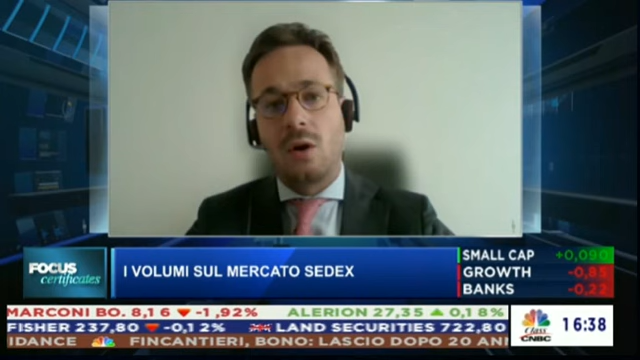 FOCUS
certificates
I VOLUMI SUL MERCATO SEDEX
SMALL CAP +0,090
GROWTH -0,85
BANKS -0,22
MARCONI BO. 8,16 -1,92% ALERION 27,35 0,18
FISHER 237,80 -0,12% LAND SECURITIES 722,80
IDANCE FINCANTIERI, BONO: LASCIO DOPO 20 AN
Class
CNBC
16:38